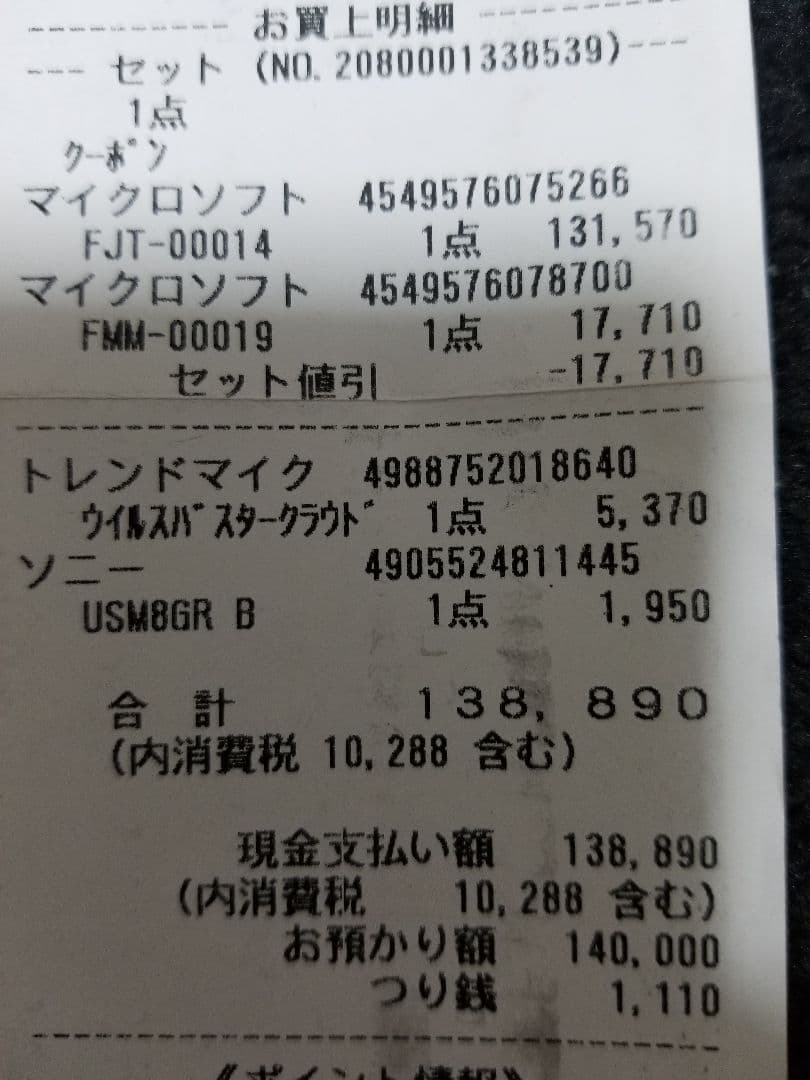 ---------- お買上明細 ----------
--- セット (NO. 2080001338539)---
1点
ｸｰﾎﾟﾝ
マイクロソフト 4549576075266
FJT-00014 1点 131,570
マイクロソフト 4549576078700
FMM-00019 1点 17,710
セット値引 -17,710
トレンドマイク 4988752018640
ｳｲﾙｽﾊﾞｽﾀｰｸﾗｳﾄﾞ 1点 5,370
ソニー 4905524811445
USM8GR B 1点 1,950
合 計 138,890
(内消費税 10,288 含む)
現金支払い額 138,890
(内消費税 10,288 含む)
お預かり額 140,000
つり銭 1,110
《ポイント情報》